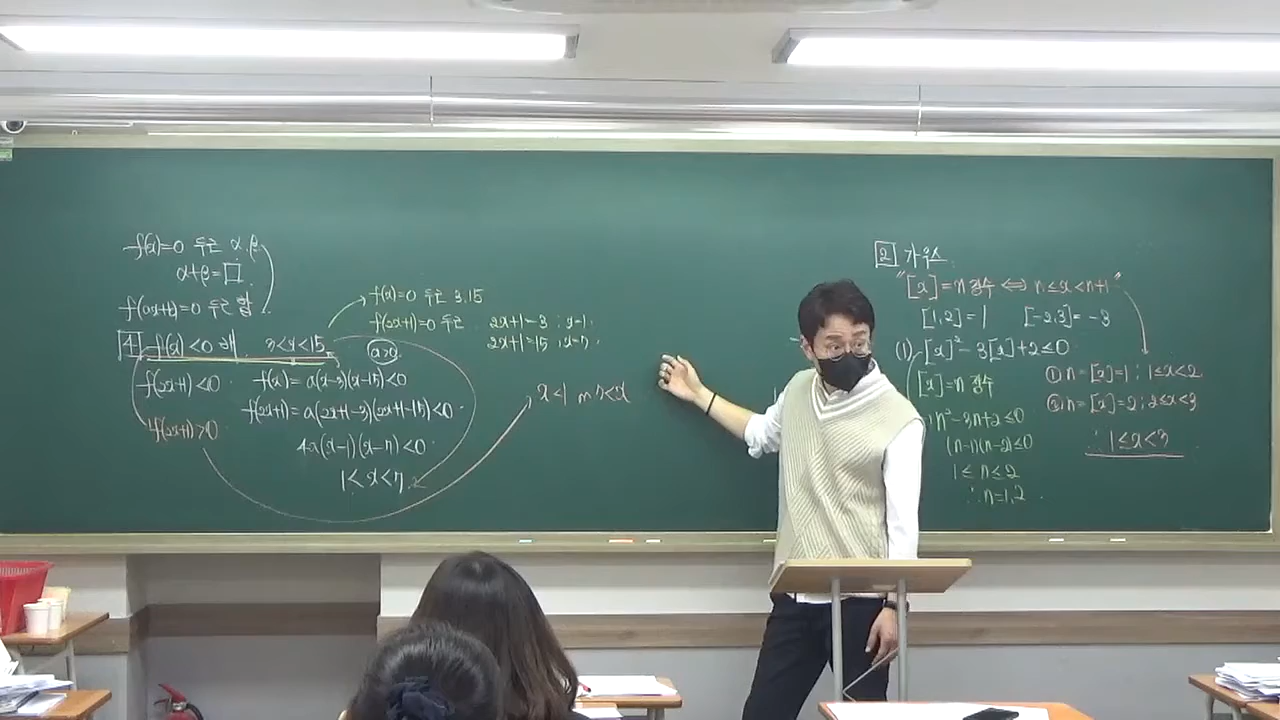 f(x)=0 두근 α,β
α+β=□
f(ax+b)=0 두근 합
4 f(x)<0 해 3<x<15
f(2x+1)<0
f(2x+1)>0
f(x)=0 두근 3,15
f(2x+1)=0 두근
2x+1=3 ; x=1
2x+1=15 ; x=7
a>0
f(x)=a(x-3)(x-15)<0
f(2x+1)=a(2x+1-3)(2x+1-15)<0
4a(x-1)(x-7)<0
1<x<7
x<1 or 7<x
2 가우스
"[x]=n 정수 ⇔ n≤x<n+1"
[1.2]=1 [-2.3]=-3
(1) [x]²-3[x]+2≤0
[x]=n 정수
n²-3n+2≤0
(n-1)(n-2)≤0
1≤n≤2
∴n=1,2
① n=[x]=1 ; 1≤x<2
② n=[x]=2 ; 2≤x<3
∴ 1≤x<3